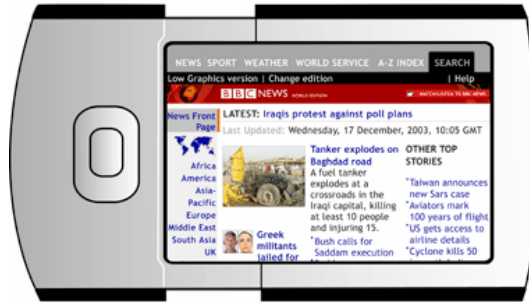 NEWS SPORT WEATHER WORLD SERVICE A-Z INDEX SEARCH
Low Graphics version | Change edition | Help
BBC NEWS WORLD EDITION WATCH/LISTEN TO BBC NEWS
News Front
Page
Africa
America
Asia-
Pacific
Europe
Middle East
South Asia
UK
LATEST: Iraqis protest against poll plans
Last Updated: Wednesday, 17 December, 2003, 10:05 GMT
Tanker explodes on
Baghdad road
A fuel tanker
explodes at a
crossroads in the
Iraqi capital, killing
at least 10 people
and injuring 15.
Bush calls for
Saddam execution
Greek
militants
jailed for
OTHER TOP
STORIES
Taiwan announces
new Sars case
Aviators mark
100 years of flight
US gets access to
airline details
Cyclone kills 50